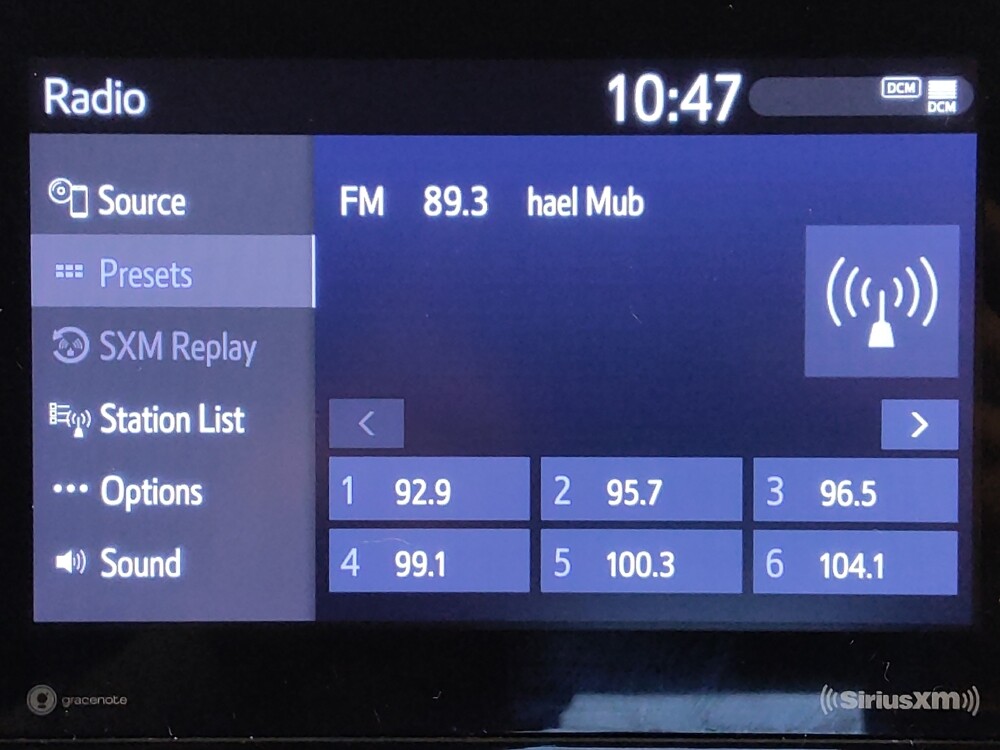 Radio 10:47 DCM DCM
Source
Presets
SXM Replay
Station List
Options
Sound
FM 89.3 hael Mub
< >
1 92.9 2 95.7 3 96.5
4 99.1 5 100.3 6 104.1
gracenote
SiriusXM